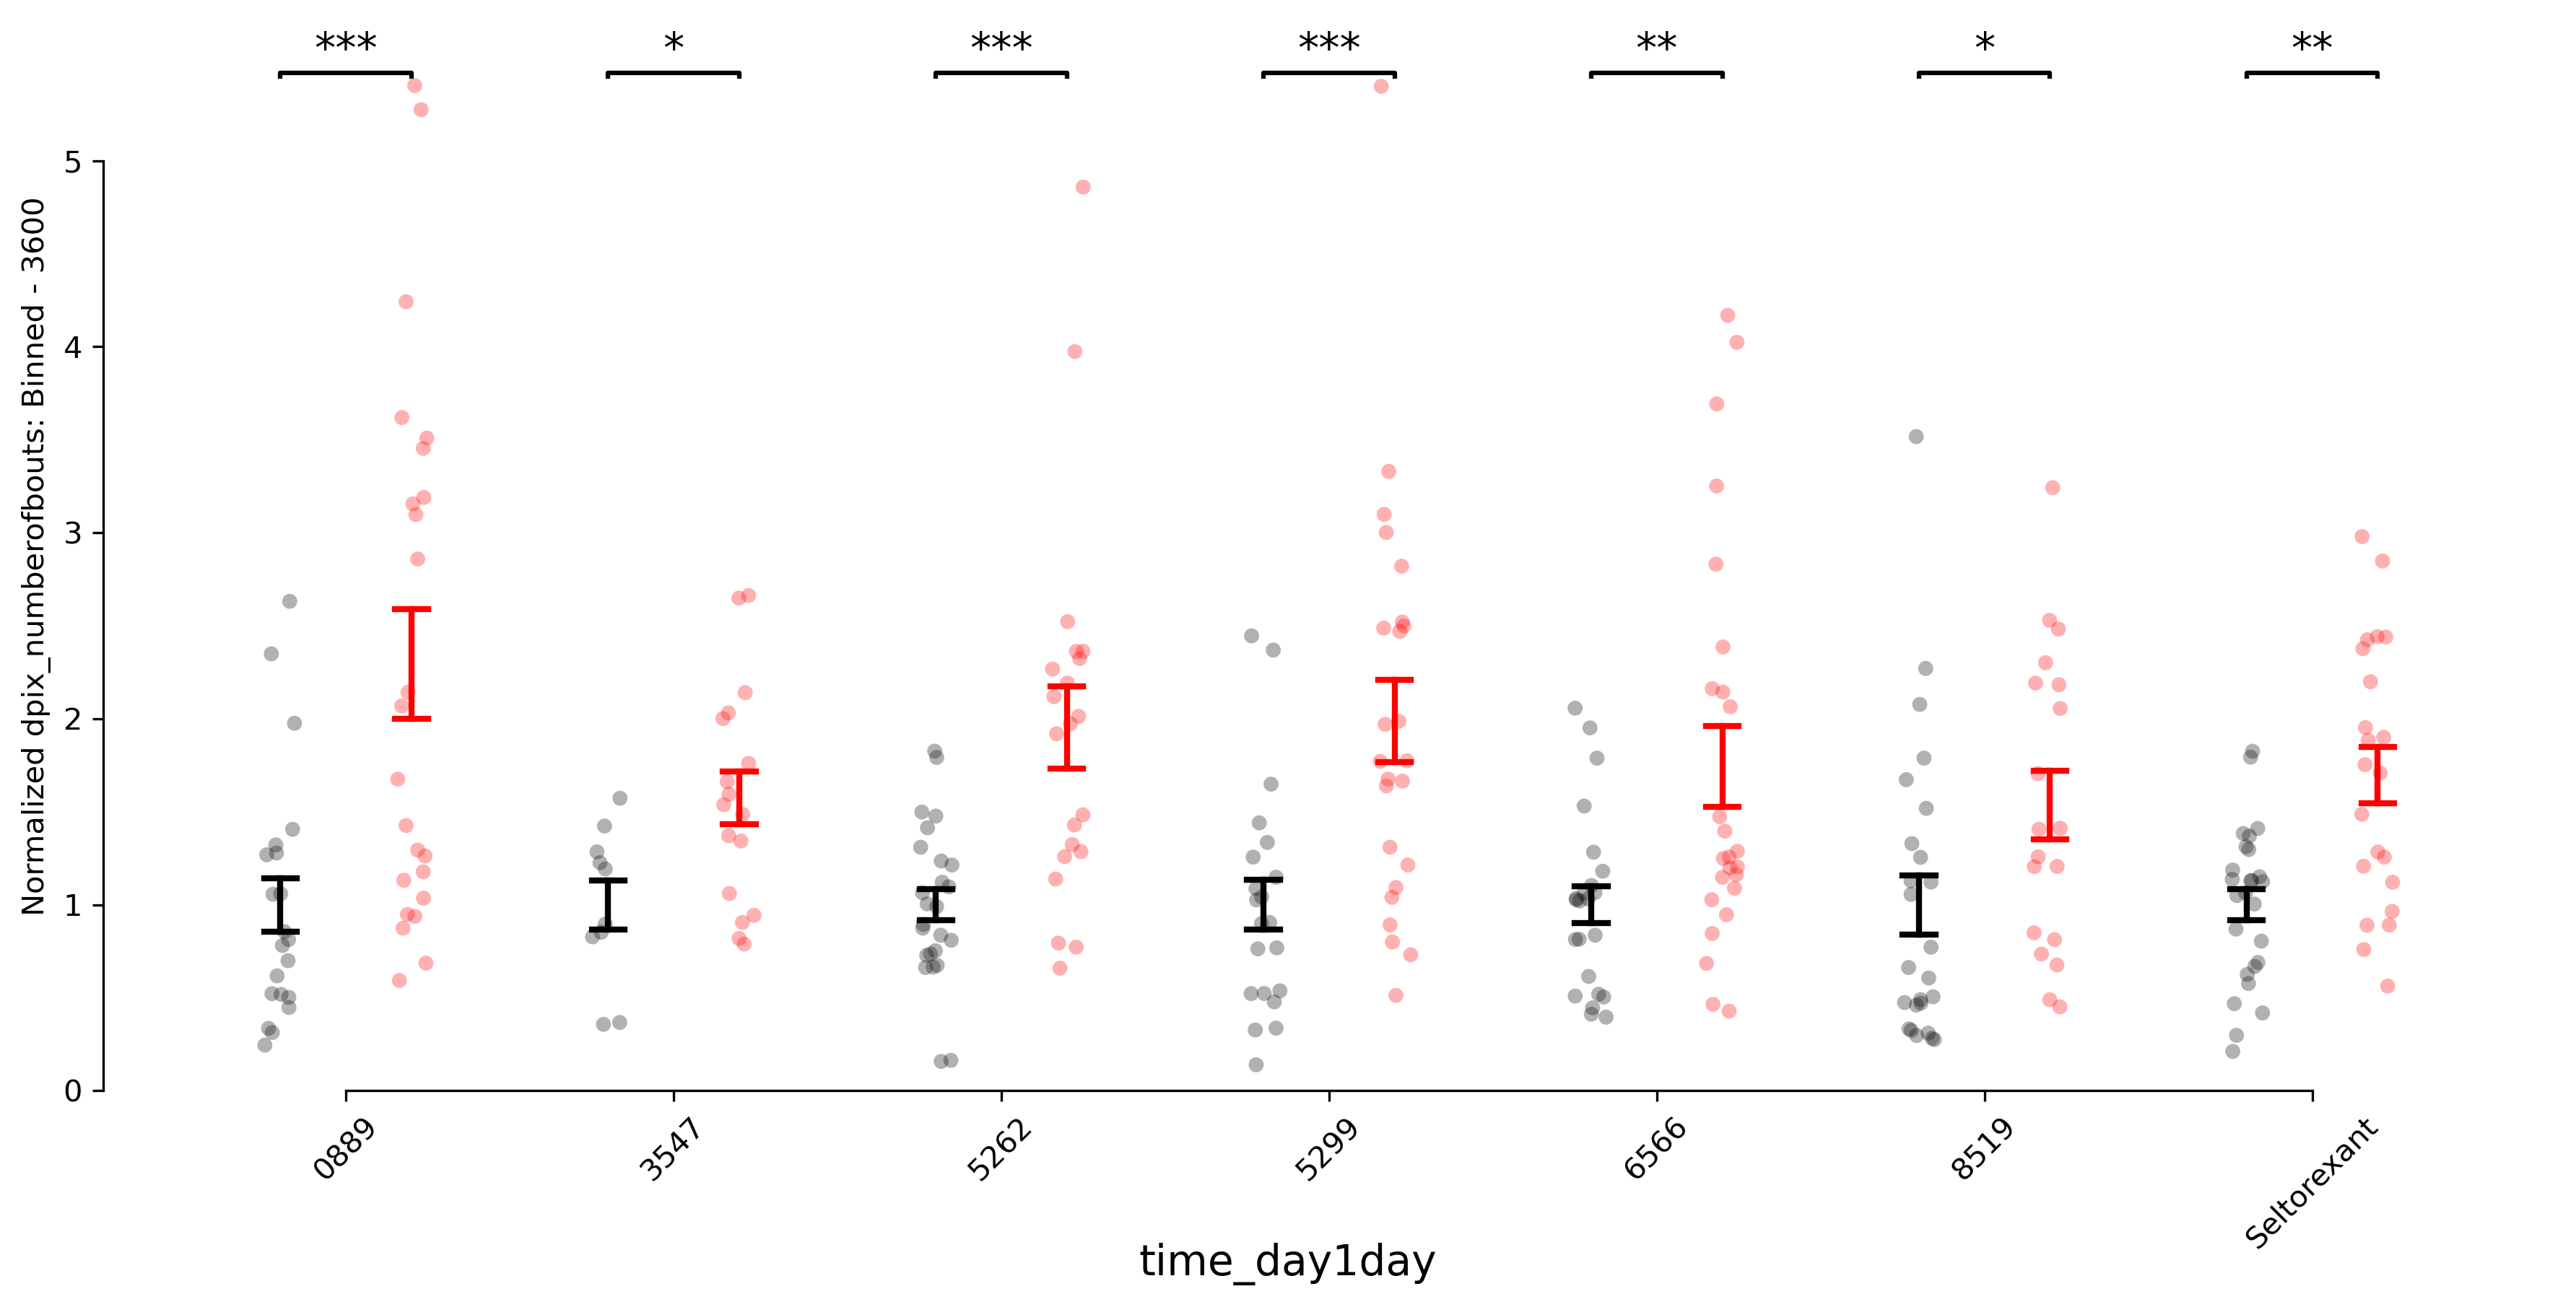 *** * *** *** ** * **
5
4
3
2
1
0
Normalized dpix_numberofbouts: Binned - 3600
0889 3547 5262 5299 6566 8519 Seltorexant
time_day1day